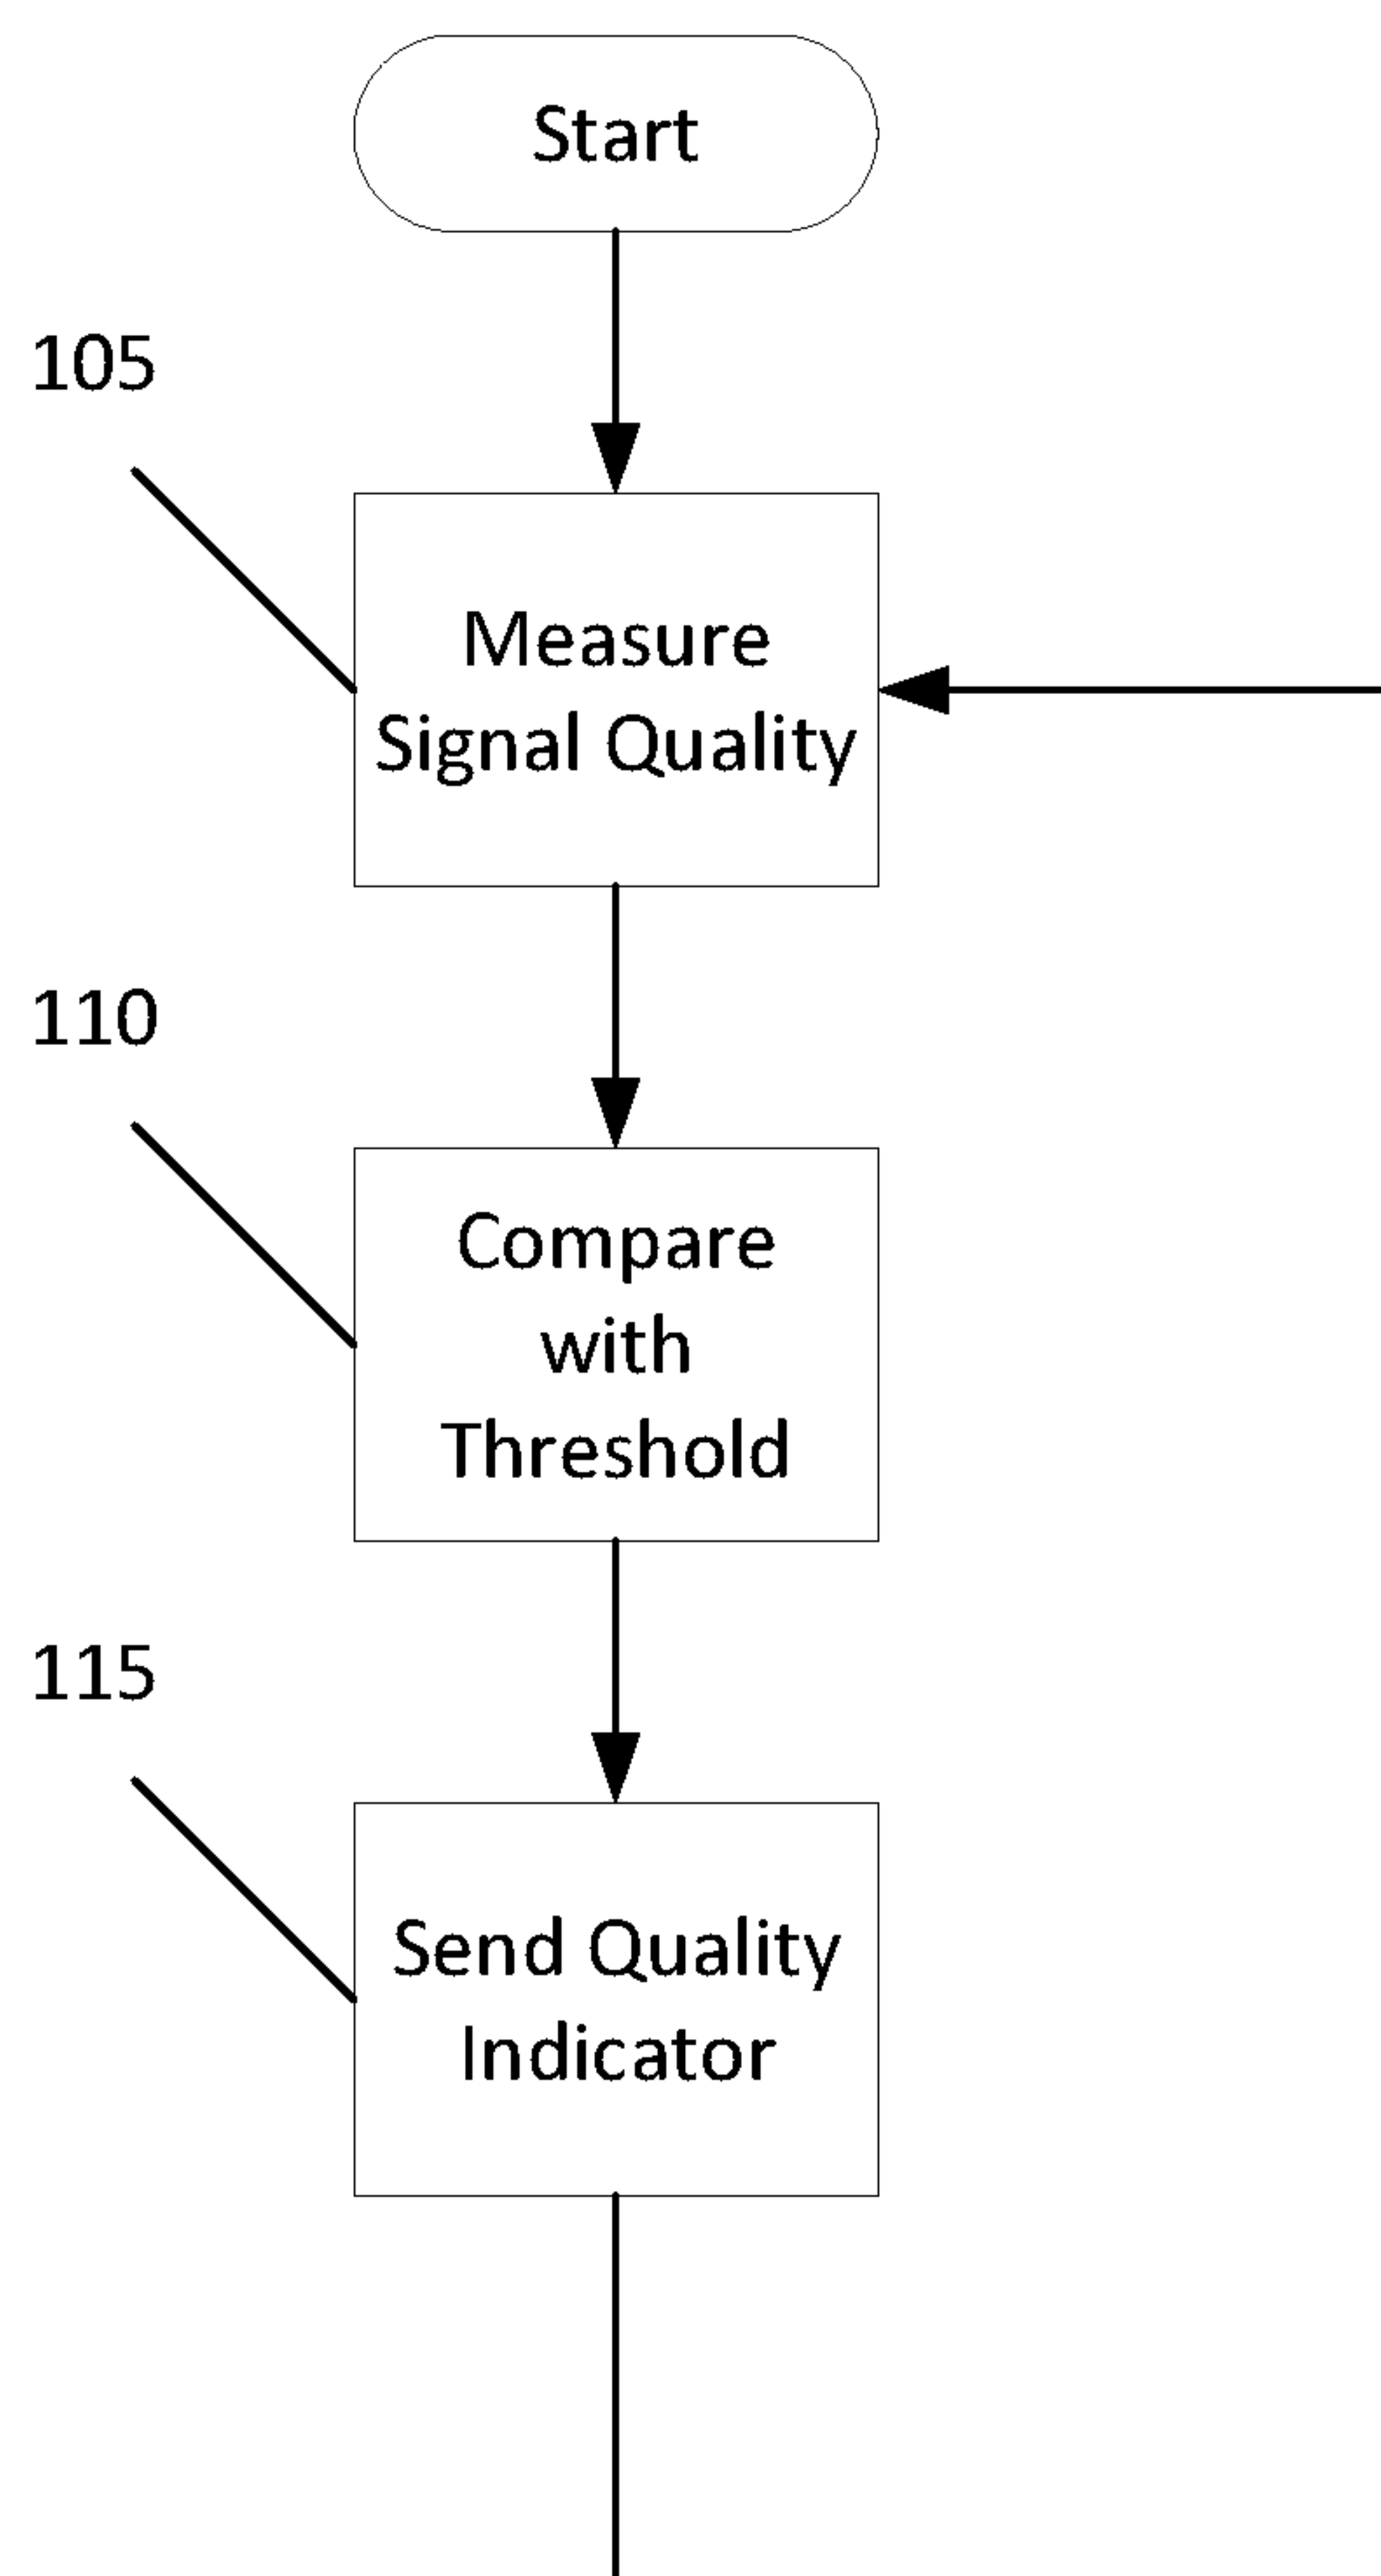 Start
105
Measure
Signal Quality
110
Compare
with
Threshold
115
Send Quality
Indicator